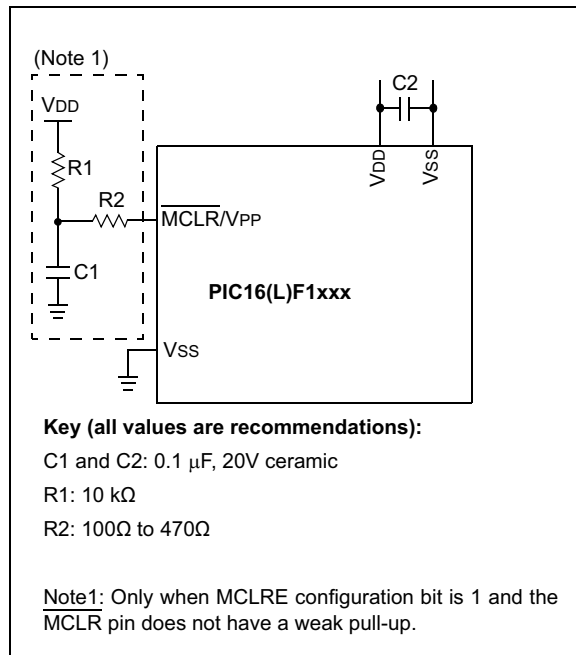 (Note 1)
VDD
R1
R2
C1
C2
VDD
VSS
MCLR/VPP
PIC16(L)F1xxx
VSS
Key (all values are recommendations):
C1 and C2: 0.1 μF, 20V ceramic
R1: 10 kΩ
R2: 100Ω to 470Ω
Note1: Only when MCLRE configuration bit is 1 and the
MCLR pin does not have a weak pull-up.